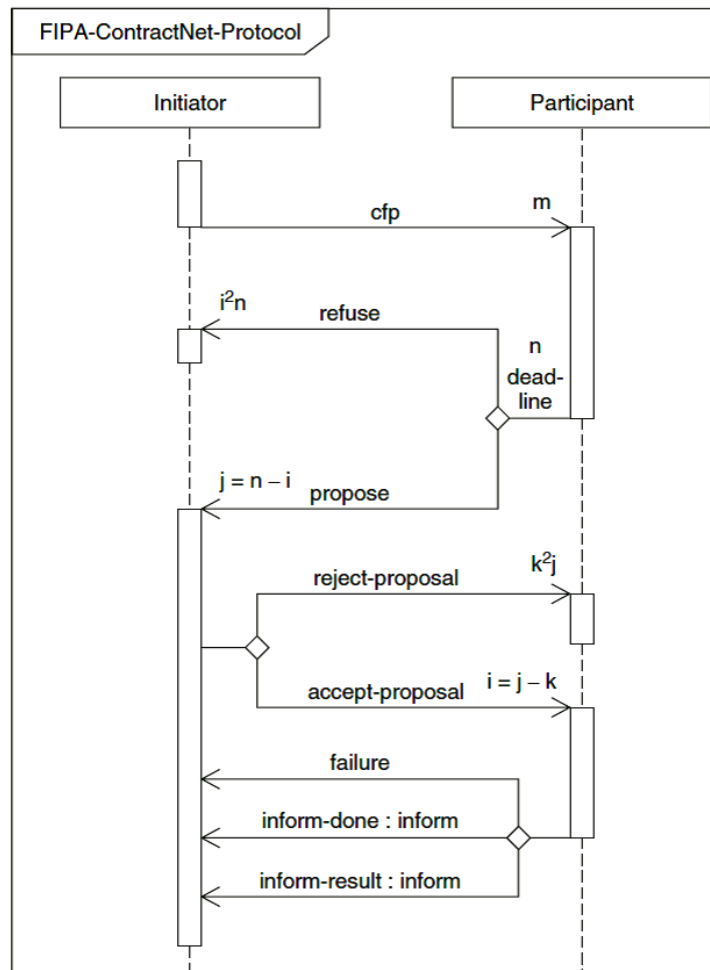 FIPA-ContractNet-Protocol
Initiator
Participant
cfp
m
i²n
refuse
n
dead-
line
j = n – i
propose
reject-proposal
k²j
accept-proposal
i = j – k
failure
inform-done : inform
inform-result : inform